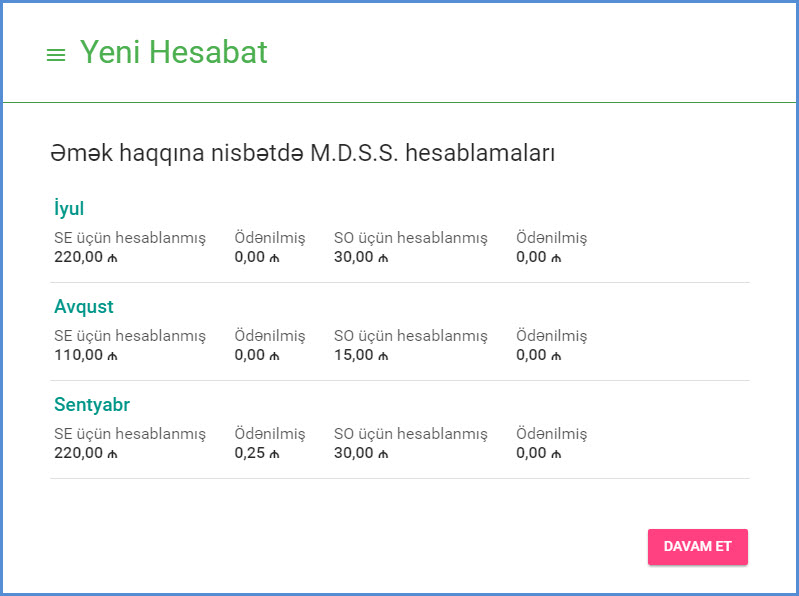 Yeni Hesabat
Əmək haqqına nisbətdə M.D.S.S. hesablamaları
İyul
SE üçün hesablanmış Ödənilmiş SO üçün hesablanmış Ödənilmiş
220,00 ₼ 0,00 ₼ 30,00 ₼ 0,00 ₼
Avqust
SE üçün hesablanmış Ödənilmiş SO üçün hesablanmış Ödənilmiş
110,00 ₼ 0,00 ₼ 15,00 ₼ 0,00 ₼
Sentyabr
SE üçün hesablanmış Ödənilmiş SO üçün hesablanmış Ödənilmiş
220,00 ₼ 0,25 ₼ 30,00 ₼ 0,00 ₼
DAVAM ET